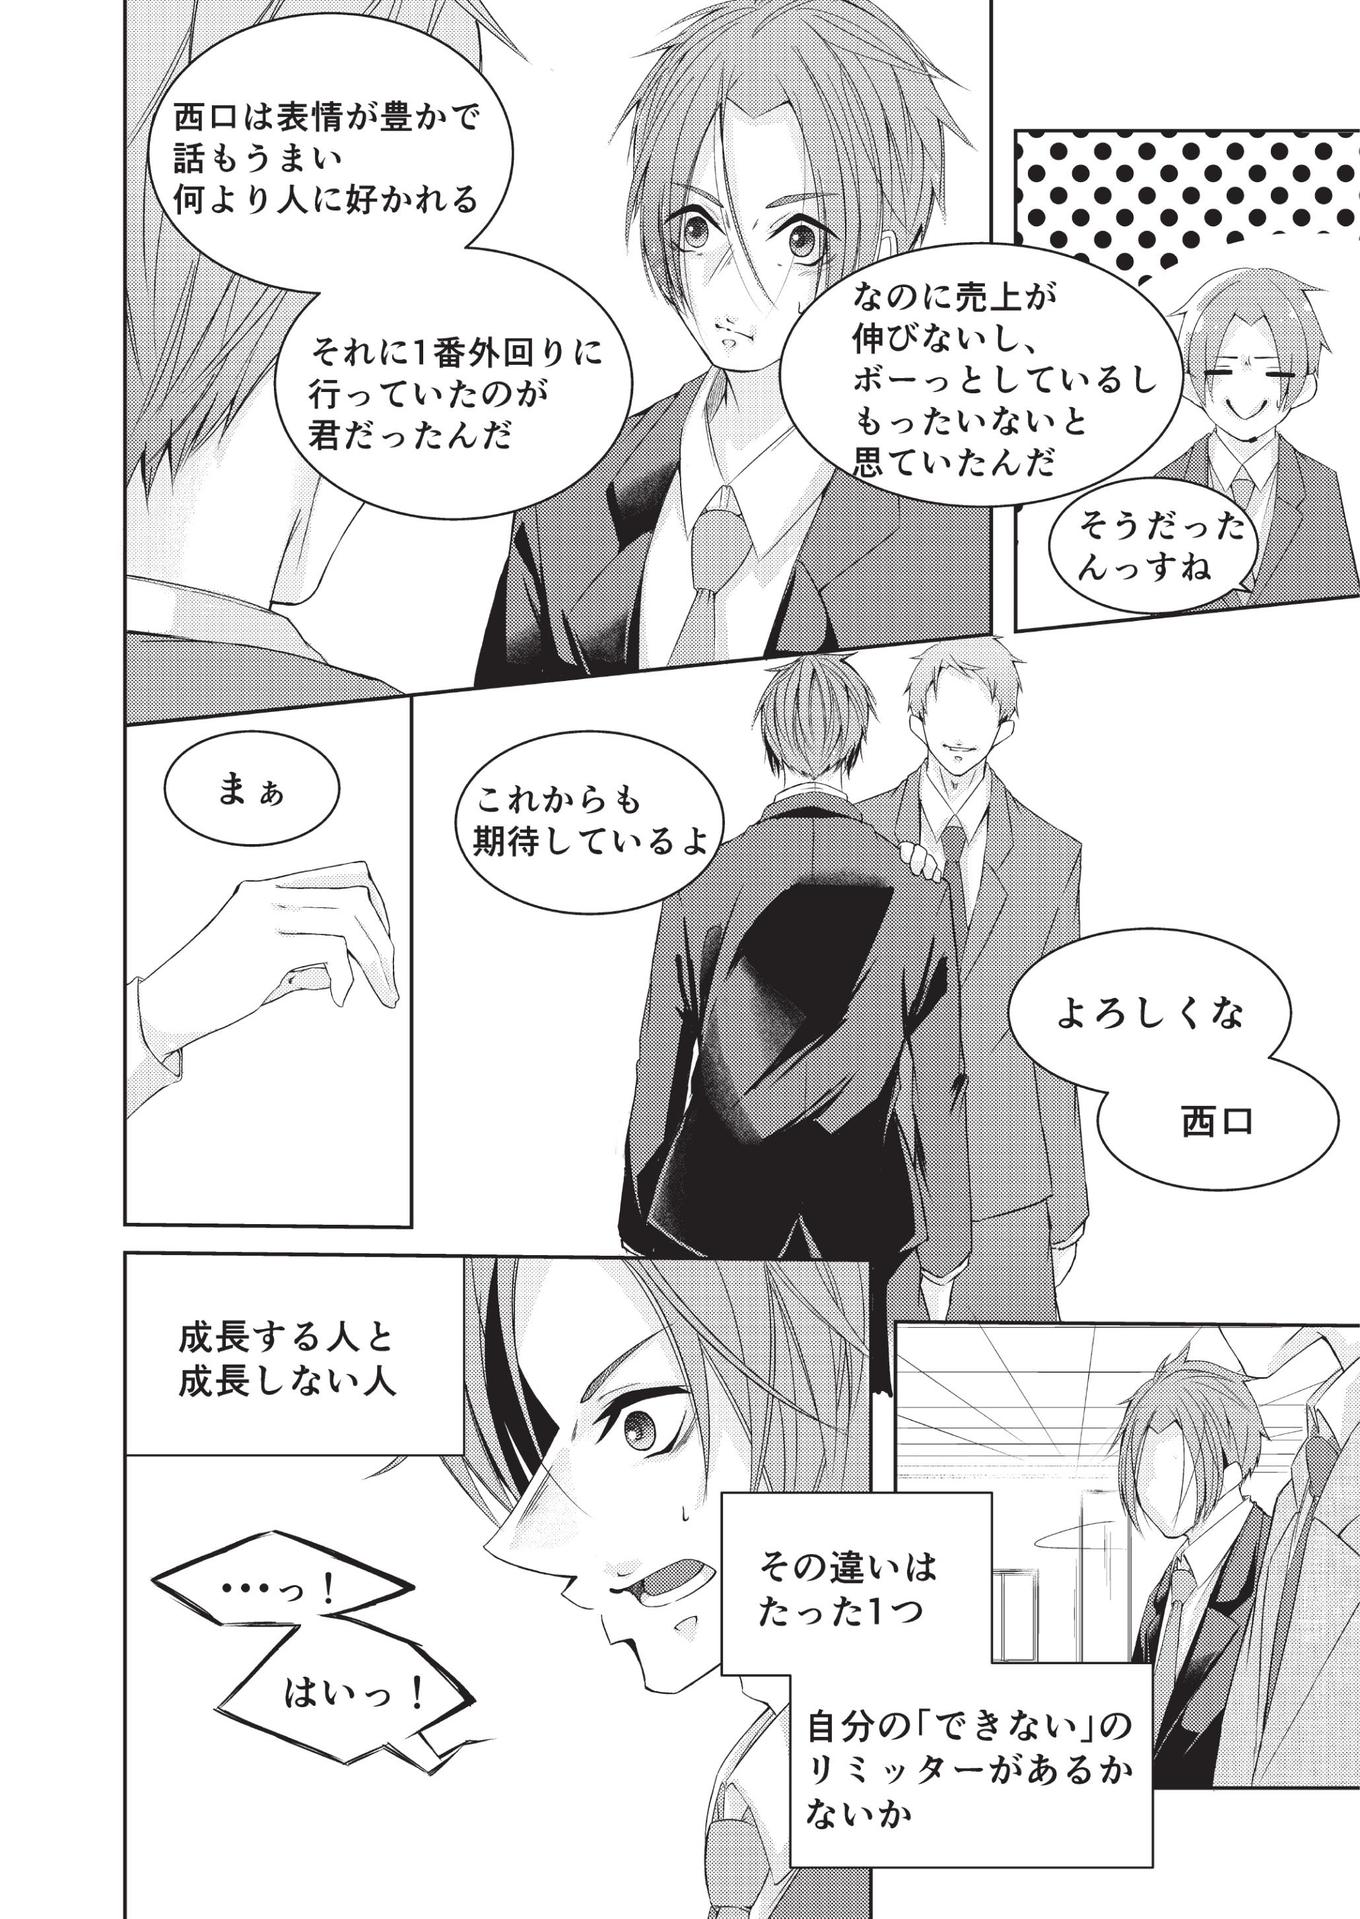 西口は表情が豊かで
話もうまい
何より人に好かれる
それに1番外回りに
行っていたのが
君だったんだ
なのに売上が
伸びないし、
ボーっとしているし
もったいないと
思ていたんだ
そうだった
んっすね
まぁ
これからも
期待しているよ
よろしくな
西口
成長する人と
成長しない人
…っ！
はいっ！
その違いは
たった1つ
自分の「できない」の
リミッターがあるか
ないか